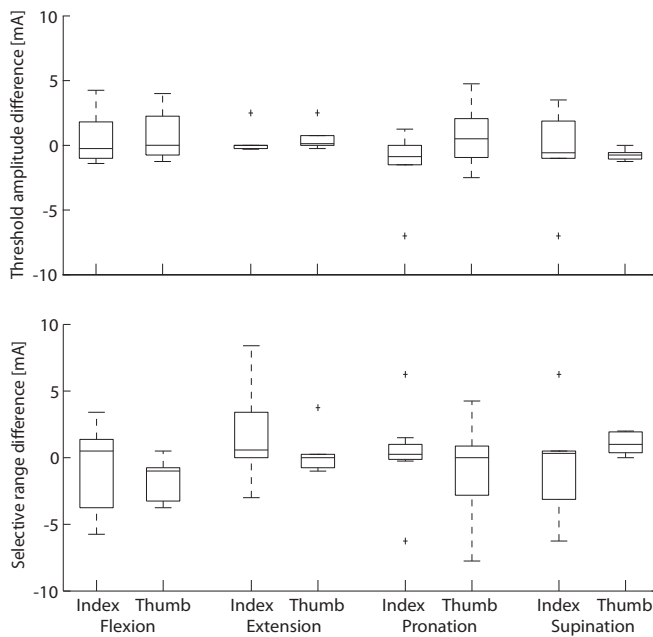 Threshold amplitude difference [mA]
10
5
0
-5
-10
Selective range difference [mA]
10
5
0
-5
-10
Index Thumb Index Thumb Index Thumb Index Thumb
Flexion Extension Pronation Supination